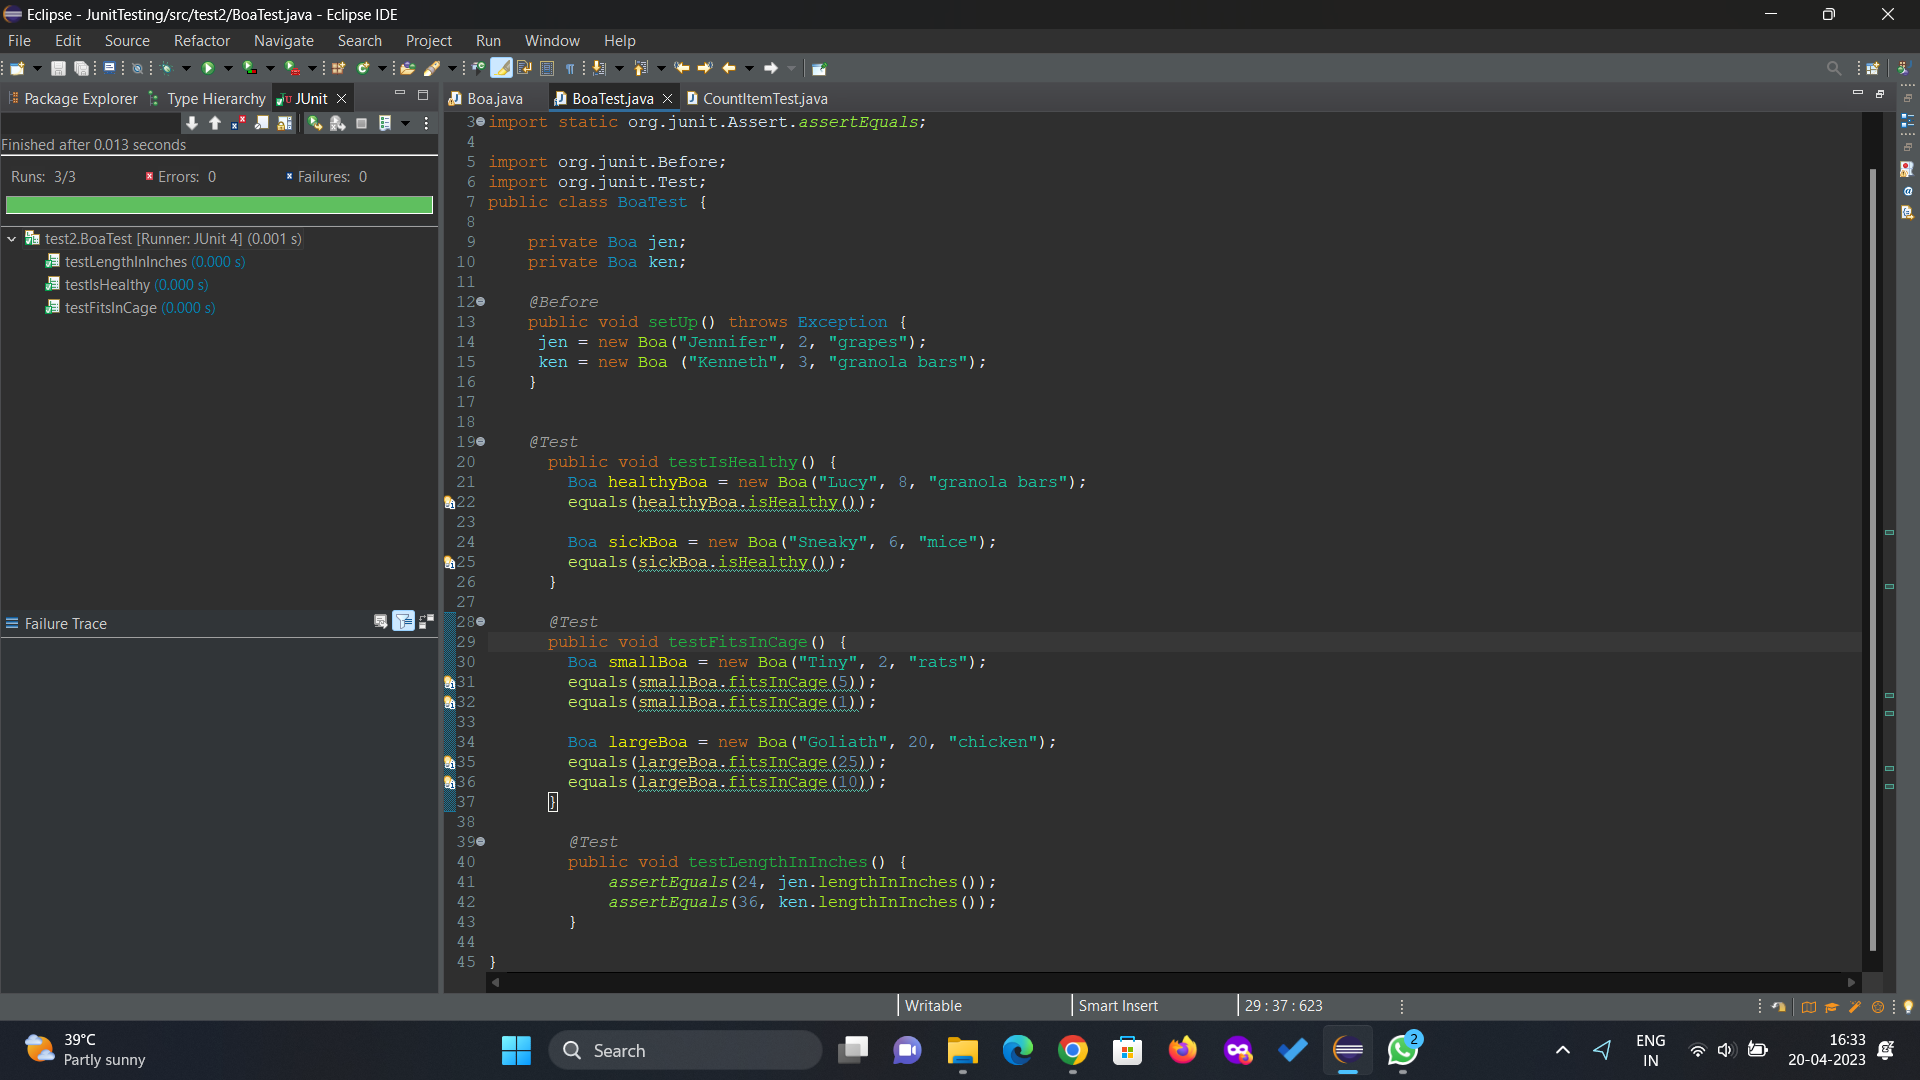 Eclipse - JunitTesting/src/test2/BoaTest.java - Eclipse IDE
File Edit Source Refactor Navigate Search Project Run Window Help
Package Explorer Type Hierarchy JUnit
Finished after 0.013 seconds
Runs: 3/3 Errors: 0 Failures: 0
test2.BoaTest [Runner: JUnit 4] (0.001 s)
testLengthInInches (0.000 s)
testIsHealthy (0.000 s)
testFitsInCage (0.000 s)
Failure Trace
Boa.java BoaTest.java CountItemTest.java
3 import static org.junit.Assert.assertEquals;
4
5 import org.junit.Before;
6 import org.junit.Test;
7 public class BoaTest {
8
9 private Boa jen;
10 private Boa ken;
11
12 @Before
13 public void setUp() throws Exception {
14 jen = new Boa("Jennifer", 2, "grapes");
15 ken = new Boa ("Kenneth", 3, "granola bars");
16 }
17
18
19 @Test
20 public void testIsHealthy() {
21 Boa healthyBoa = new Boa("Lucy", 8, "granola bars");
22 equals(healthyBoa.isHealthy());
23
24 Boa sickBoa = new Boa("Sneaky", 6, "mice");
25 equals(sickBoa.isHealthy());
26 }
27
28 @Test
29 public void testFitsInCage() {
30 Boa smallBoa = new Boa("Tiny", 2, "rats");
31 equals(smallBoa.fitsInCage(5));
32 equals(smallBoa.fitsInCage(1));
33
34 Boa largeBoa = new Boa("Goliath", 20, "chicken");
35 equals(largeBoa.fitsInCage(25));
36 equals(largeBoa.fitsInCage(10));
37 }
38
39 @Test
40 public void testLengthInInches() {
41 assertEquals(24, jen.lengthInInches());
42 assertEquals(36, ken.lengthInInches());
43 }
44
45 }
Writable Smart Insert 29 : 37 : 623
39°C
Partly sunny
Search
2
ENG
IN
16:33
20-04-2023